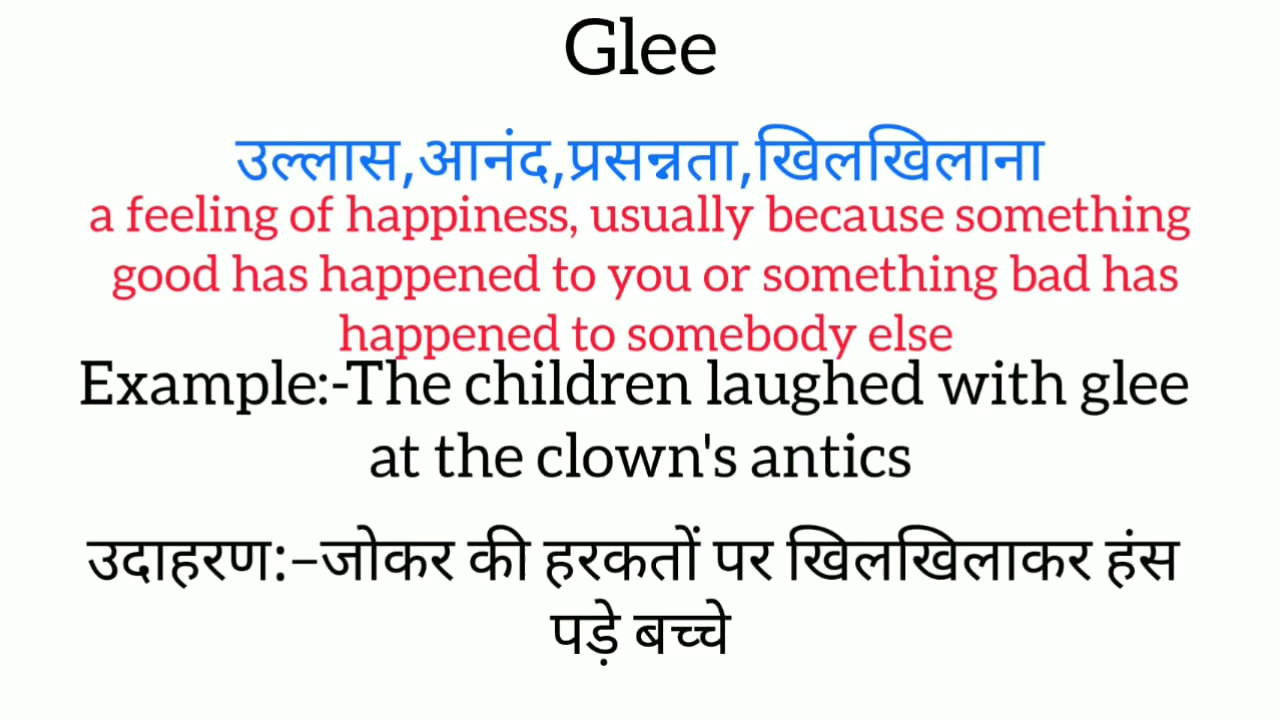 Glee
उल्लास,आनंद,प्रसन्नता,खिलखिलाना
a feeling of happiness, usually because something
good has happened to you or something bad has
happened to somebody else
Example:-The children laughed with glee
at the clown's antics
उदाहरण:–जोकर की हरकतों पर खिलखिलाकर हंस
पड़े बच्चे